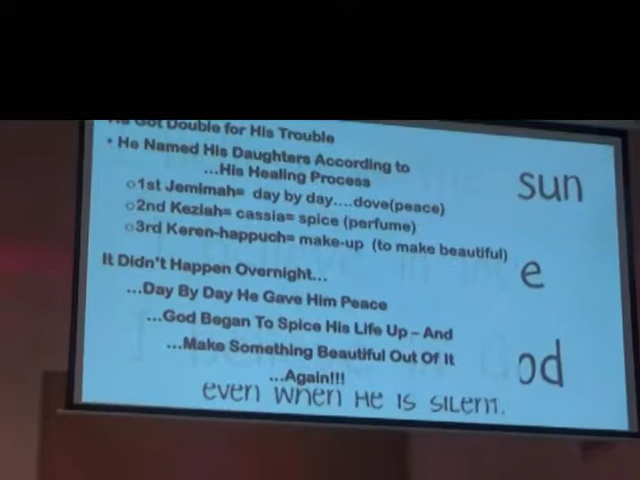 He Got Double for His Trouble
• He Named His Daughters According to
...His Healing Process
sun
o1st Jemimah= day by day....dove(peace)
o2nd Keziah= cassia= spice (perfume)
o3rd Keren-happuch= make-up (to make beautiful)
It Didn't Happen Overnight...
e
...Day By Day He Gave Him Peace
...God Began To Spice His Life Up – And
...Make Something Beautiful Out Of It
od
...Again!!!
even when He is silent.